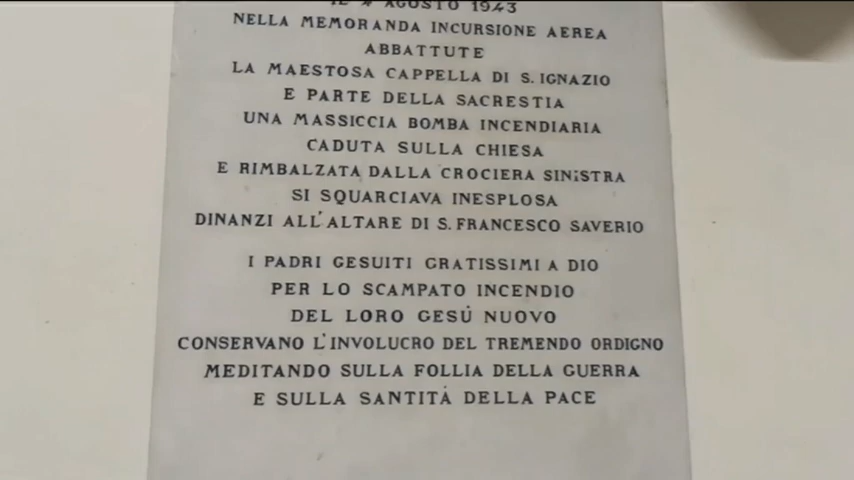 IL 4 AGOSTO 1943
NELLA MEMORANDA INCURSIONE AEREA
ABBATTUTE
LA MAESTOSA CAPPELLA DI S. IGNAZIO
E PARTE DELLA SACRESTIA
UNA MASSICCIA BOMBA INCENDIARIA
CADUTA SULLA CHIESA
E RIMBALZATA DALLA CROCIERA SINISTRA
SI SQUARCIAVA INESPLOSA
DINANZI ALL'ALTARE DI S. FRANCESCO SAVERIO
I PADRI GESUITI GRATISSIMI A DIO
PER LO SCAMPATO INCENDIO
DEL LORO GESÙ NUOVO
CONSERVANO L'INVOLUCRO DEL TREMENDO ORDIGNO
MEDITANDO SULLA FOLLIA DELLA GUERRA
E SULLA SANTITÀ DELLA PACE